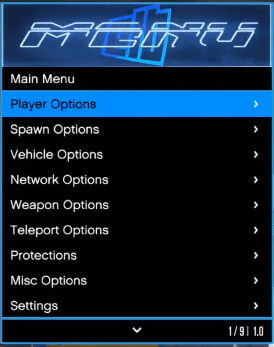 MENU
Main Menu
Player Options
Spawn Options
Vehicle Options
Network Options
Weapon Options
Teleport Options
Protections
Misc Options
Settings
1/9| 1.0